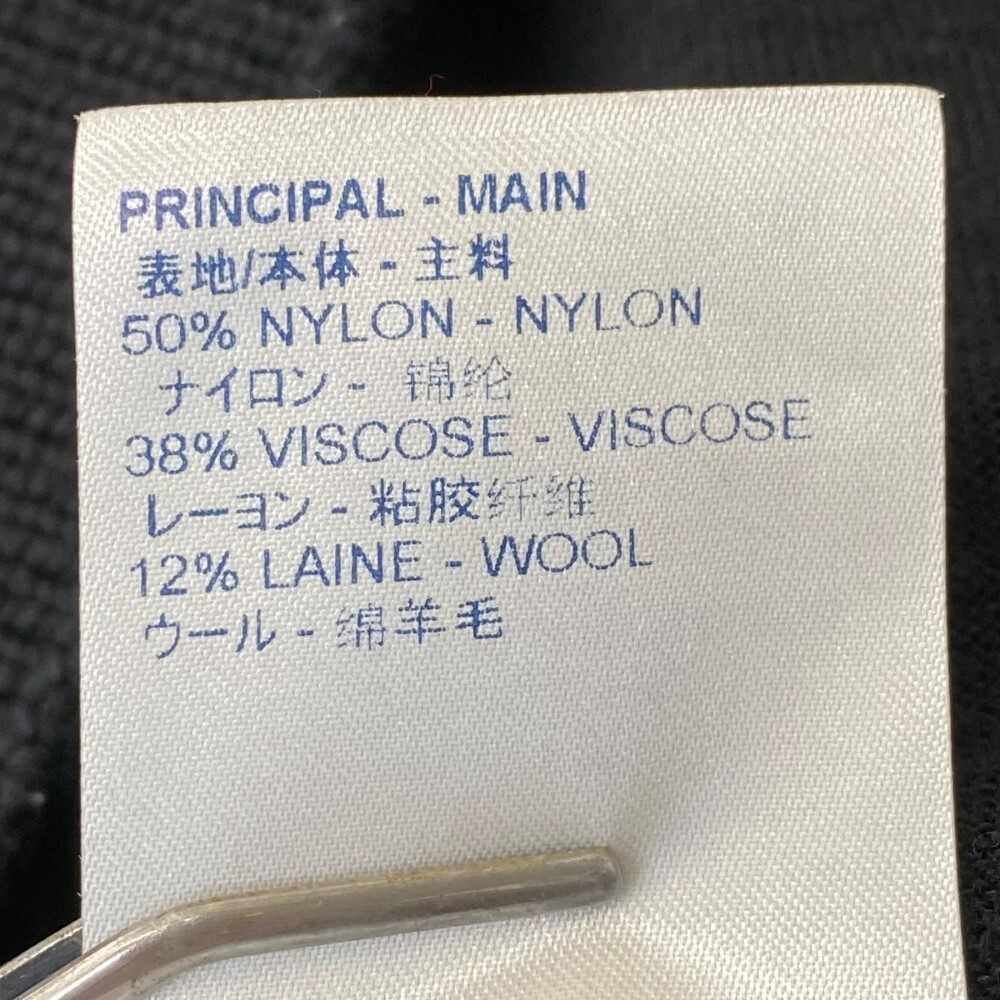 PRINCIPAL - MAIN
表地/本体 - 主料
50% NYLON - NYLON
ナイロン - 锦纶
38% VISCOSE - VISCOSE
レーヨン - 粘胶纤维
12% LAINE - WOOL
ウール - 绵羊毛